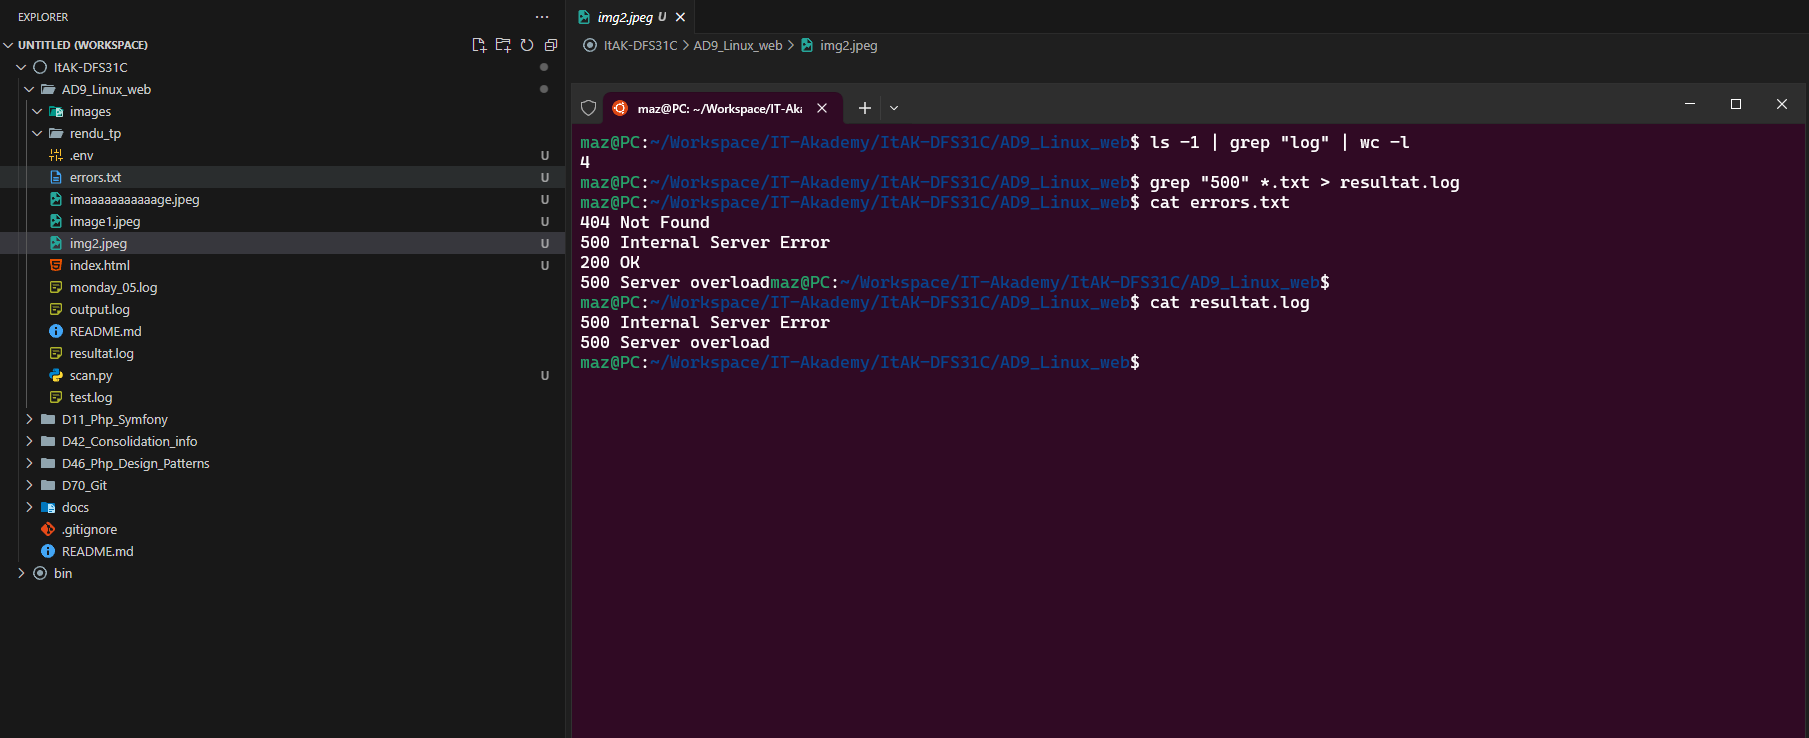 EXPLORER
UNTITLED (WORKSPACE)
ItAK-DFS31C
AD9_Linux_web
images
rendu_tp
.env U
errors.txt U
imaaaaaaaaaaage.jpeg U
image1.jpeg U
img2.jpeg U
index.html U
monday_05.log
output.log
README.md
resultat.log
scan.py U
test.log
D11_Php_Symfony
D42_Consolidation_info
D46_Php_Design_Patterns
D70_Git
docs
.gitignore
README.md
bin
img2.jpeg U
ItAK-DFS31C > AD9_Linux_web > img2.jpeg
maz@PC: ~/Workspace/IT-Aka
maz@PC:~/Workspace/IT-Akademy/ItAK-DFS31C/AD9_Linux_web$ ls -1 | grep "log" | wc -l
4
maz@PC:~/Workspace/IT-Akademy/ItAK-DFS31C/AD9_Linux_web$ grep "500" *.txt > resultat.log
maz@PC:~/Workspace/IT-Akademy/ItAK-DFS31C/AD9_Linux_web$ cat errors.txt
404 Not Found
500 Internal Server Error
200 OK
500 Server overloadmaz@PC:~/Workspace/IT-Akademy/ItAK-DFS31C/AD9_Linux_web$
maz@PC:~/Workspace/IT-Akademy/ItAK-DFS31C/AD9_Linux_web$ cat resultat.log
500 Internal Server Error
500 Server overload
maz@PC:~/Workspace/IT-Akademy/ItAK-DFS31C/AD9_Linux_web$